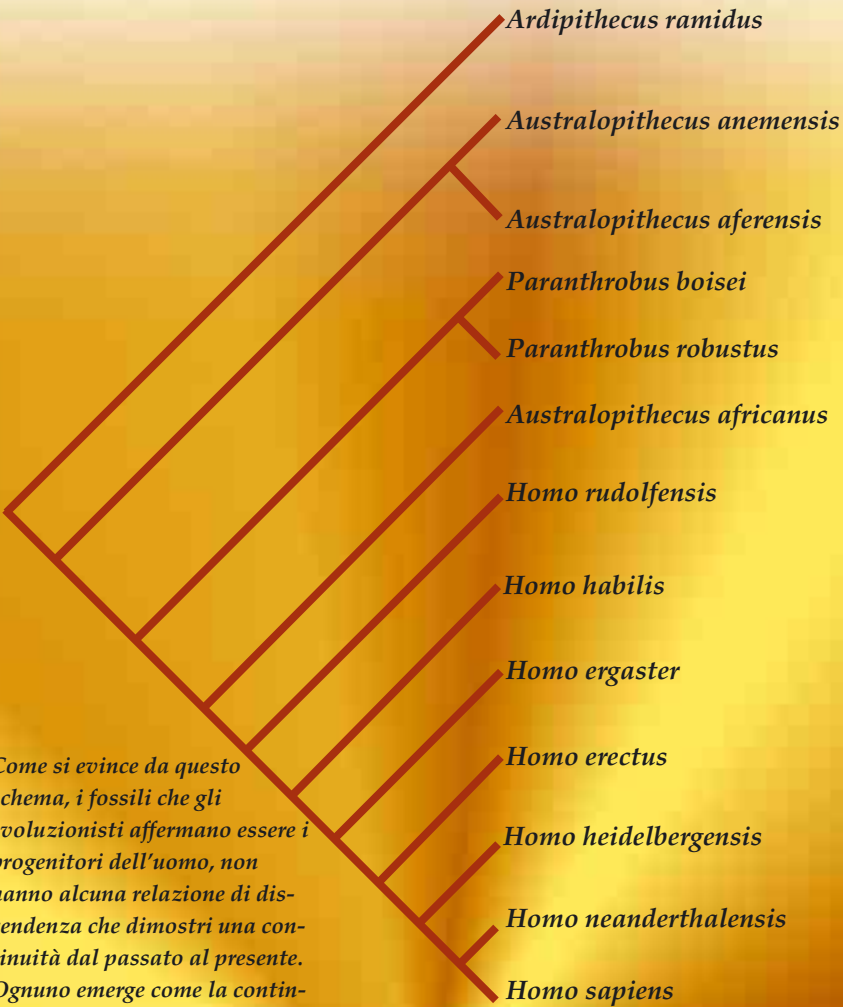 Ardipithecus ramidus
Australopithecus anemensis
Australopithecus aferensis
Paranthrobus boisei
Paranthrobus robustus
Australopithecus africanus
Homo rudolfensis
Homo habilis
Homo ergaster
Homo erectus
Homo heidelbergensis
Homo neanderthalensis
Homo sapiens
Come si evince da questo
schema, i fossili che gli
evoluzionisti affermano essere i
progenitori dell'uomo, non
hanno alcuna relazione di dis-
cendenza che dimostri una con-
tinuità dal passato al presente.
Ognuno emerge come la contin-